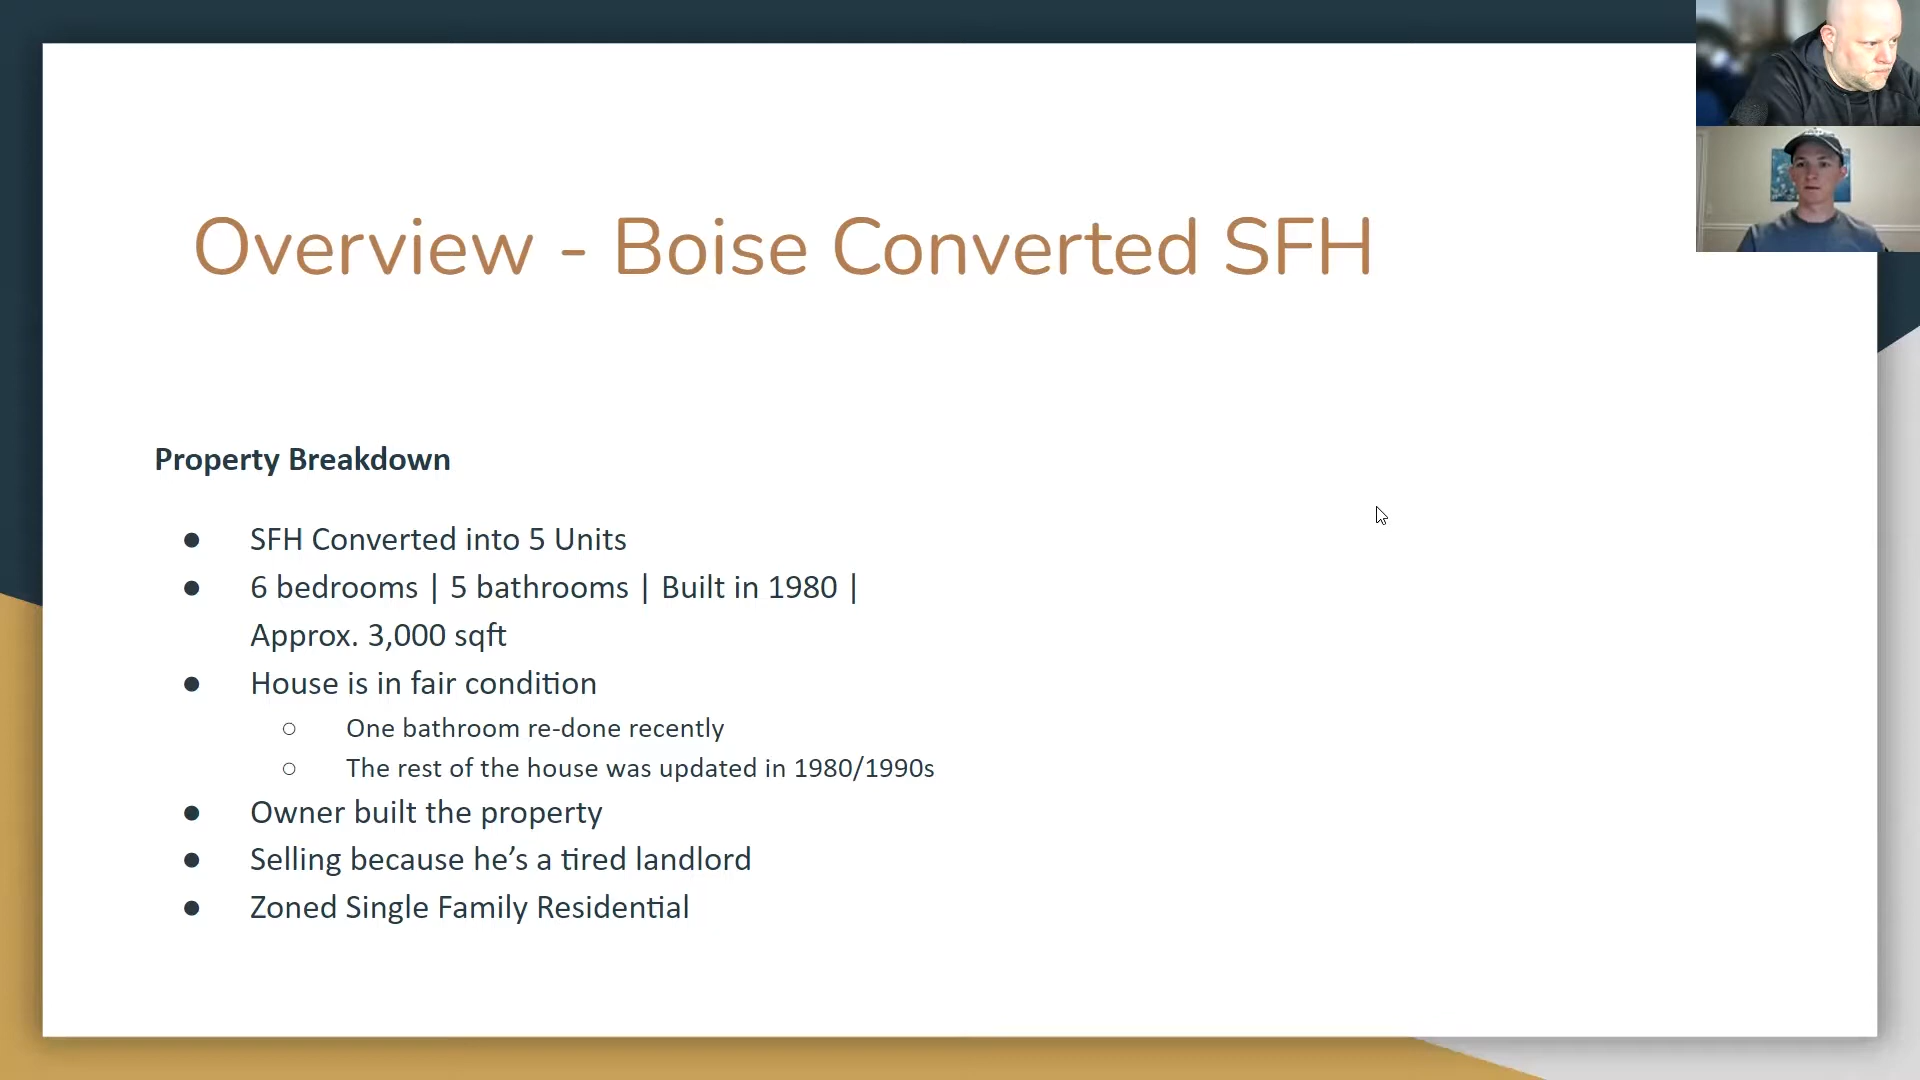 Overview - Boise Converted SFH
Property Breakdown
● SFH Converted into 5 Units
● 6 bedrooms | 5 bathrooms | Built in 1980 |
Approx. 3,000 sqft
● House is in fair condition
○ One bathroom re-done recently
○ The rest of the house was updated in 1980/1990s
● Owner built the property
● Selling because he’s a tired landlord
● Zoned Single Family Residential